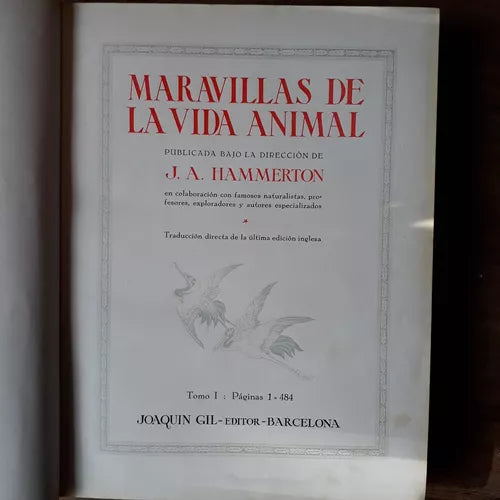 MARAVILLAS DE
LA VIDA ANIMAL
PUBLICADA BAJO LA DIRECCIÓN DE
J. A. HAMMERTON
en colaboración con famosos naturalistas, pro-
fesores, exploradores y autores especializados
Traducción directa de la última edición inglesa
Tomo I : Páginas 1 - 484
JOAQUIN GIL - EDITOR - BARCELONA